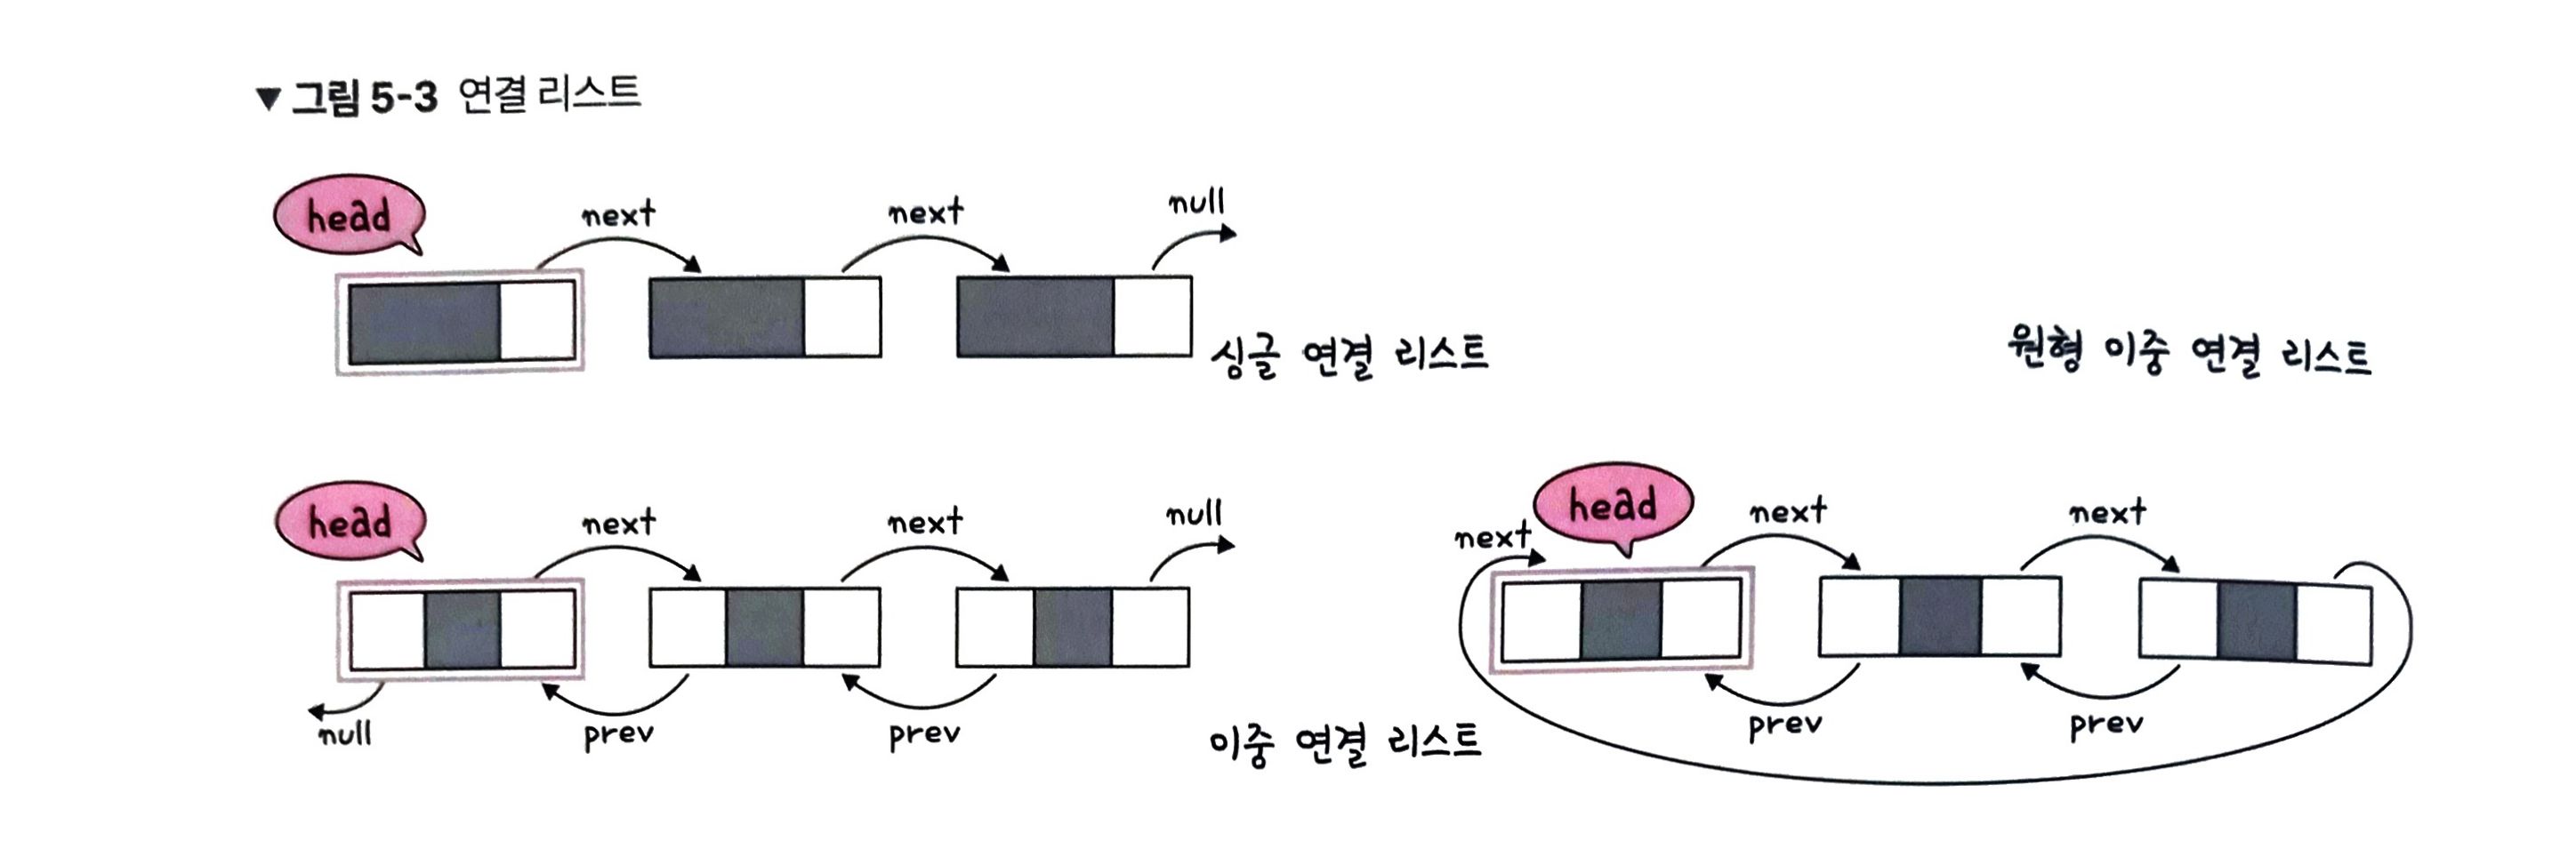 ▼ 그림 5-3 연결 리스트
head
next
next
null
싱글 연결 리스트
head
next
next
null
null
prev
prev
이중 연결 리스트
원형 이중 연결 리스트
next
head
next
next
prev
prev